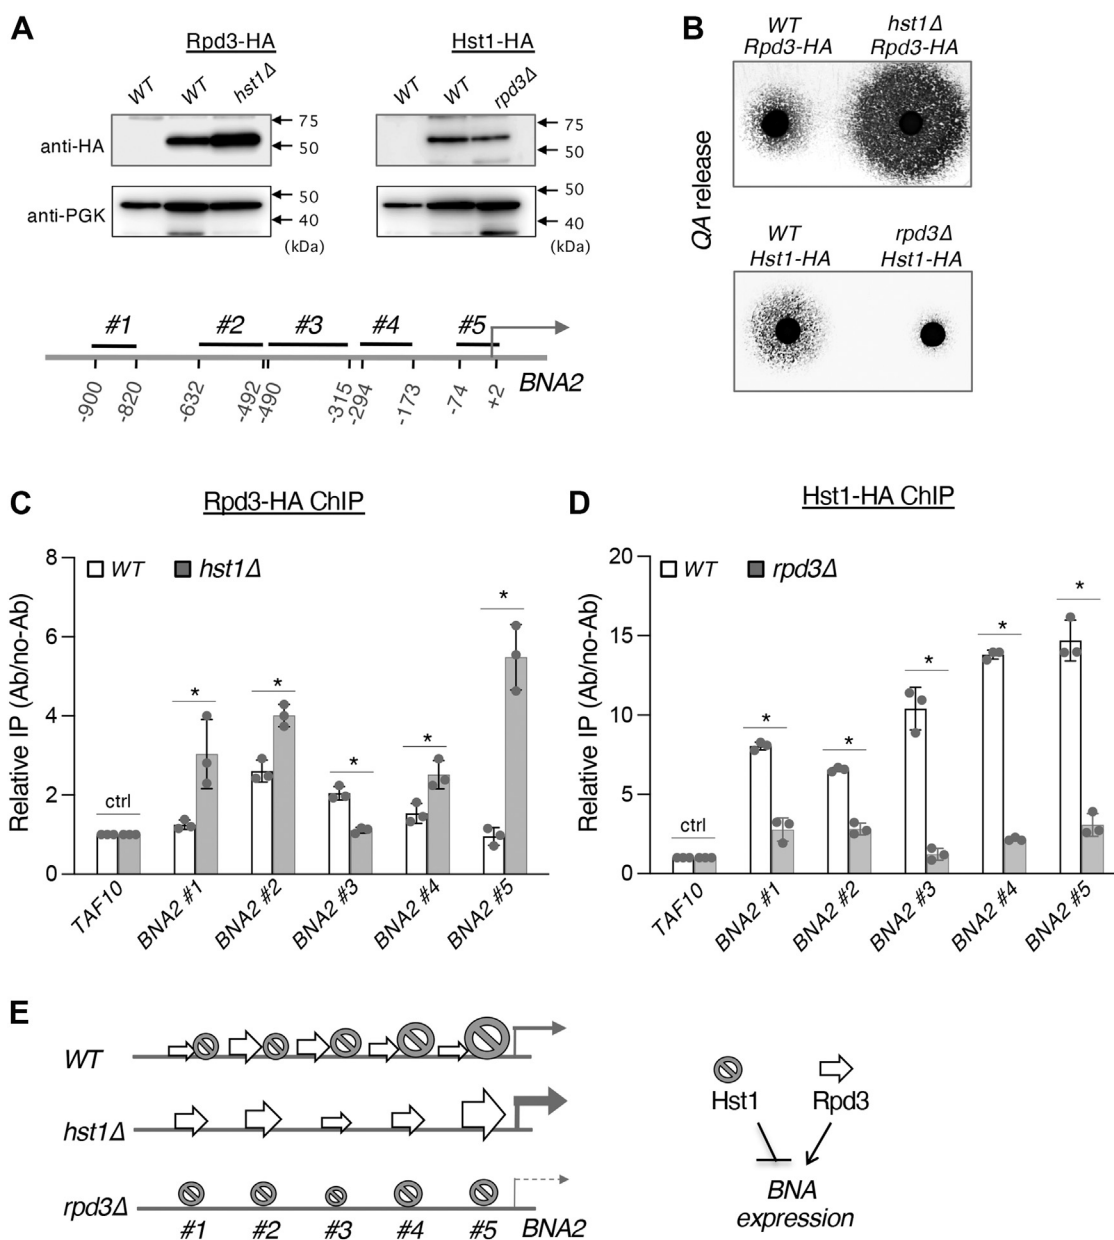 A
Rpd3-HA
Hst1-HA
WT
WT
hst1Δ
WT
WT
rpd3Δ
anti-HA
75
50
75
50
anti-PGK
50
40
(kDa)
50
40
(kDa)
#1
#2
#3
#4
#5
-900
-820
-632
-492
-490
-315
-294
-173
-74
+2
BNA2
B
WT
Rpd3-HA
hst1Δ
Rpd3-HA
QA release
WT
Hst1-HA
rpd3Δ
Hst1-HA
C
Rpd3-HA ChIP
Relative IP (Ab/no-Ab)
8
6
4
2
0
WT
hst1Δ
ctrl
*
*
*
*
*
TAF10
BNA2 #1
BNA2 #2
BNA2 #3
BNA2 #4
BNA2 #5
D
Hst1-HA ChIP
Relative IP (Ab/no-Ab)
20
15
10
5
0
WT
rpd3Δ
ctrl
*
*
*
*
*
TAF10
BNA2 #1
BNA2 #2
BNA2 #3
BNA2 #4
BNA2 #5
E
WT
hst1Δ
rpd3Δ
#1
#2
#3
#4
#5
BNA2
Hst1
Rpd3
BNA
expression